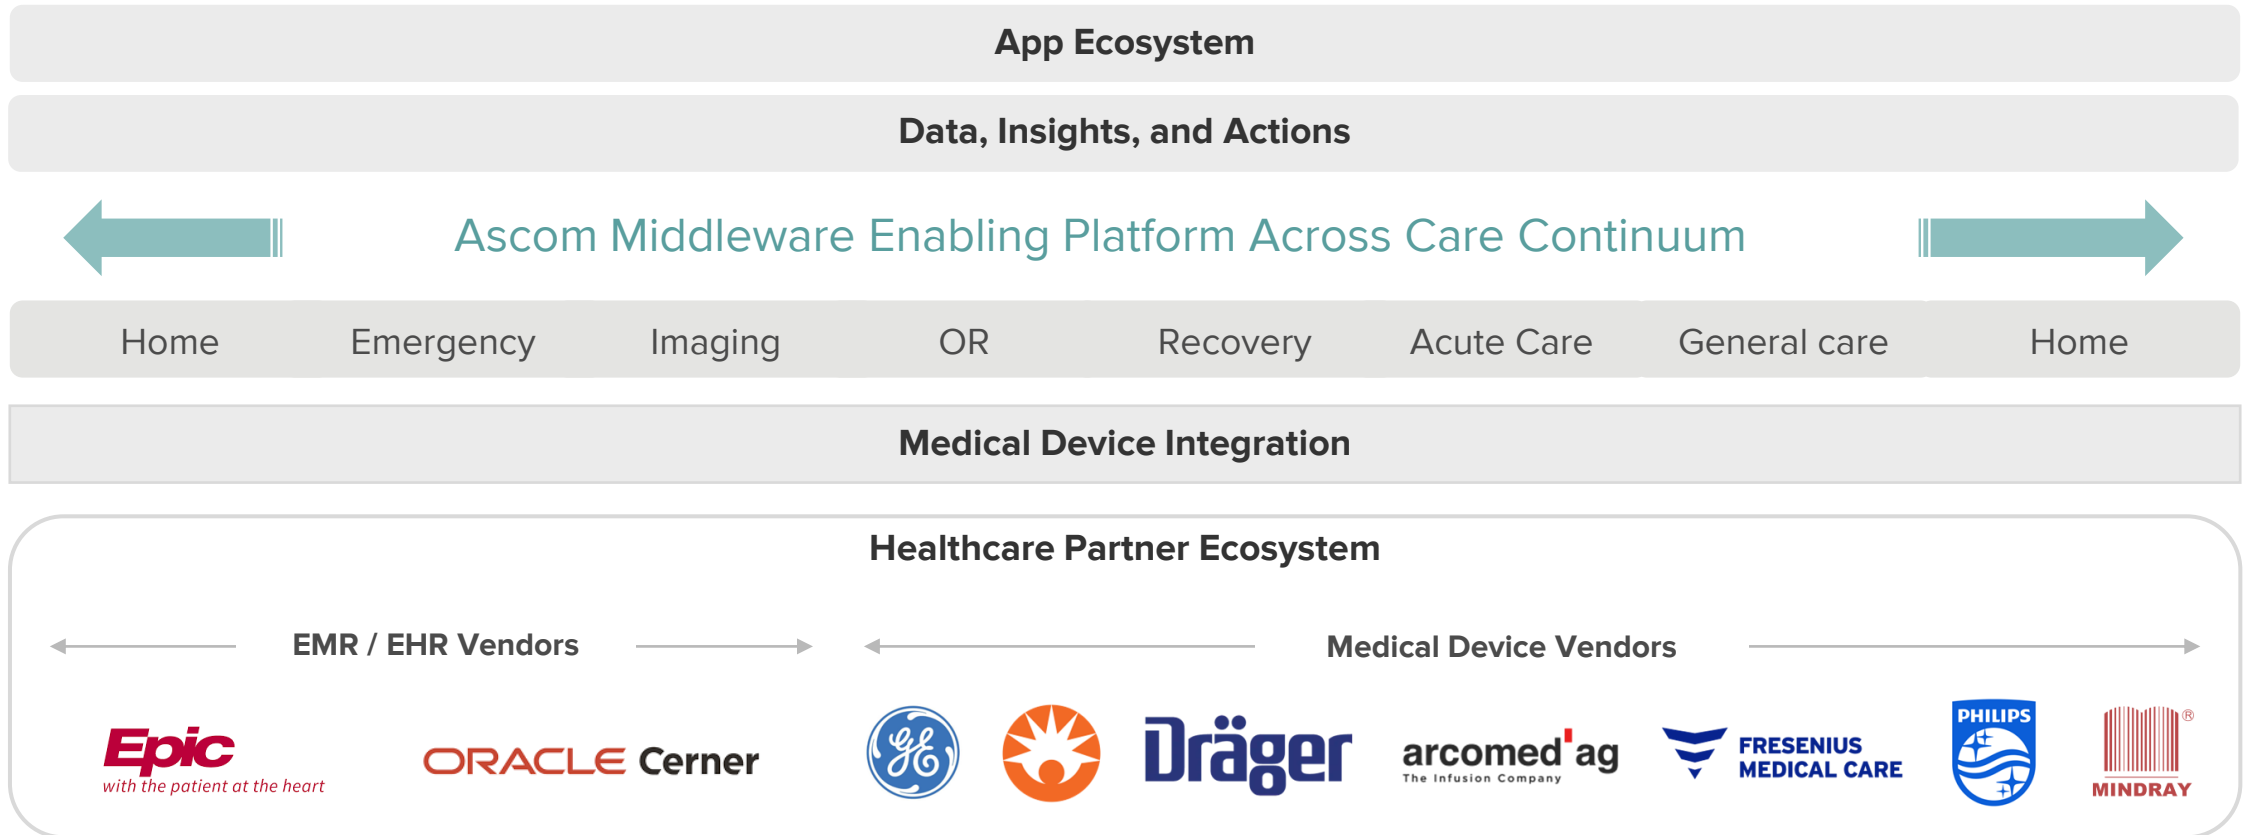 App Ecosystem
Data, Insights, and Actions
Ascom Middleware Enabling Platform Across Care Continuum
Home Emergency Imaging OR Recovery Acute Care General care Home
Medical Device Integration
Healthcare Partner Ecosystem
EMR / EHR Vendors Medical Device Vendors
Epic
with the patient at the heart
ORACLE Cerner
GE
Dräger
arcomed'ag
The Infusion Company
FRESENIUS
MEDICAL CARE
PHILIPS
MINDRAY®